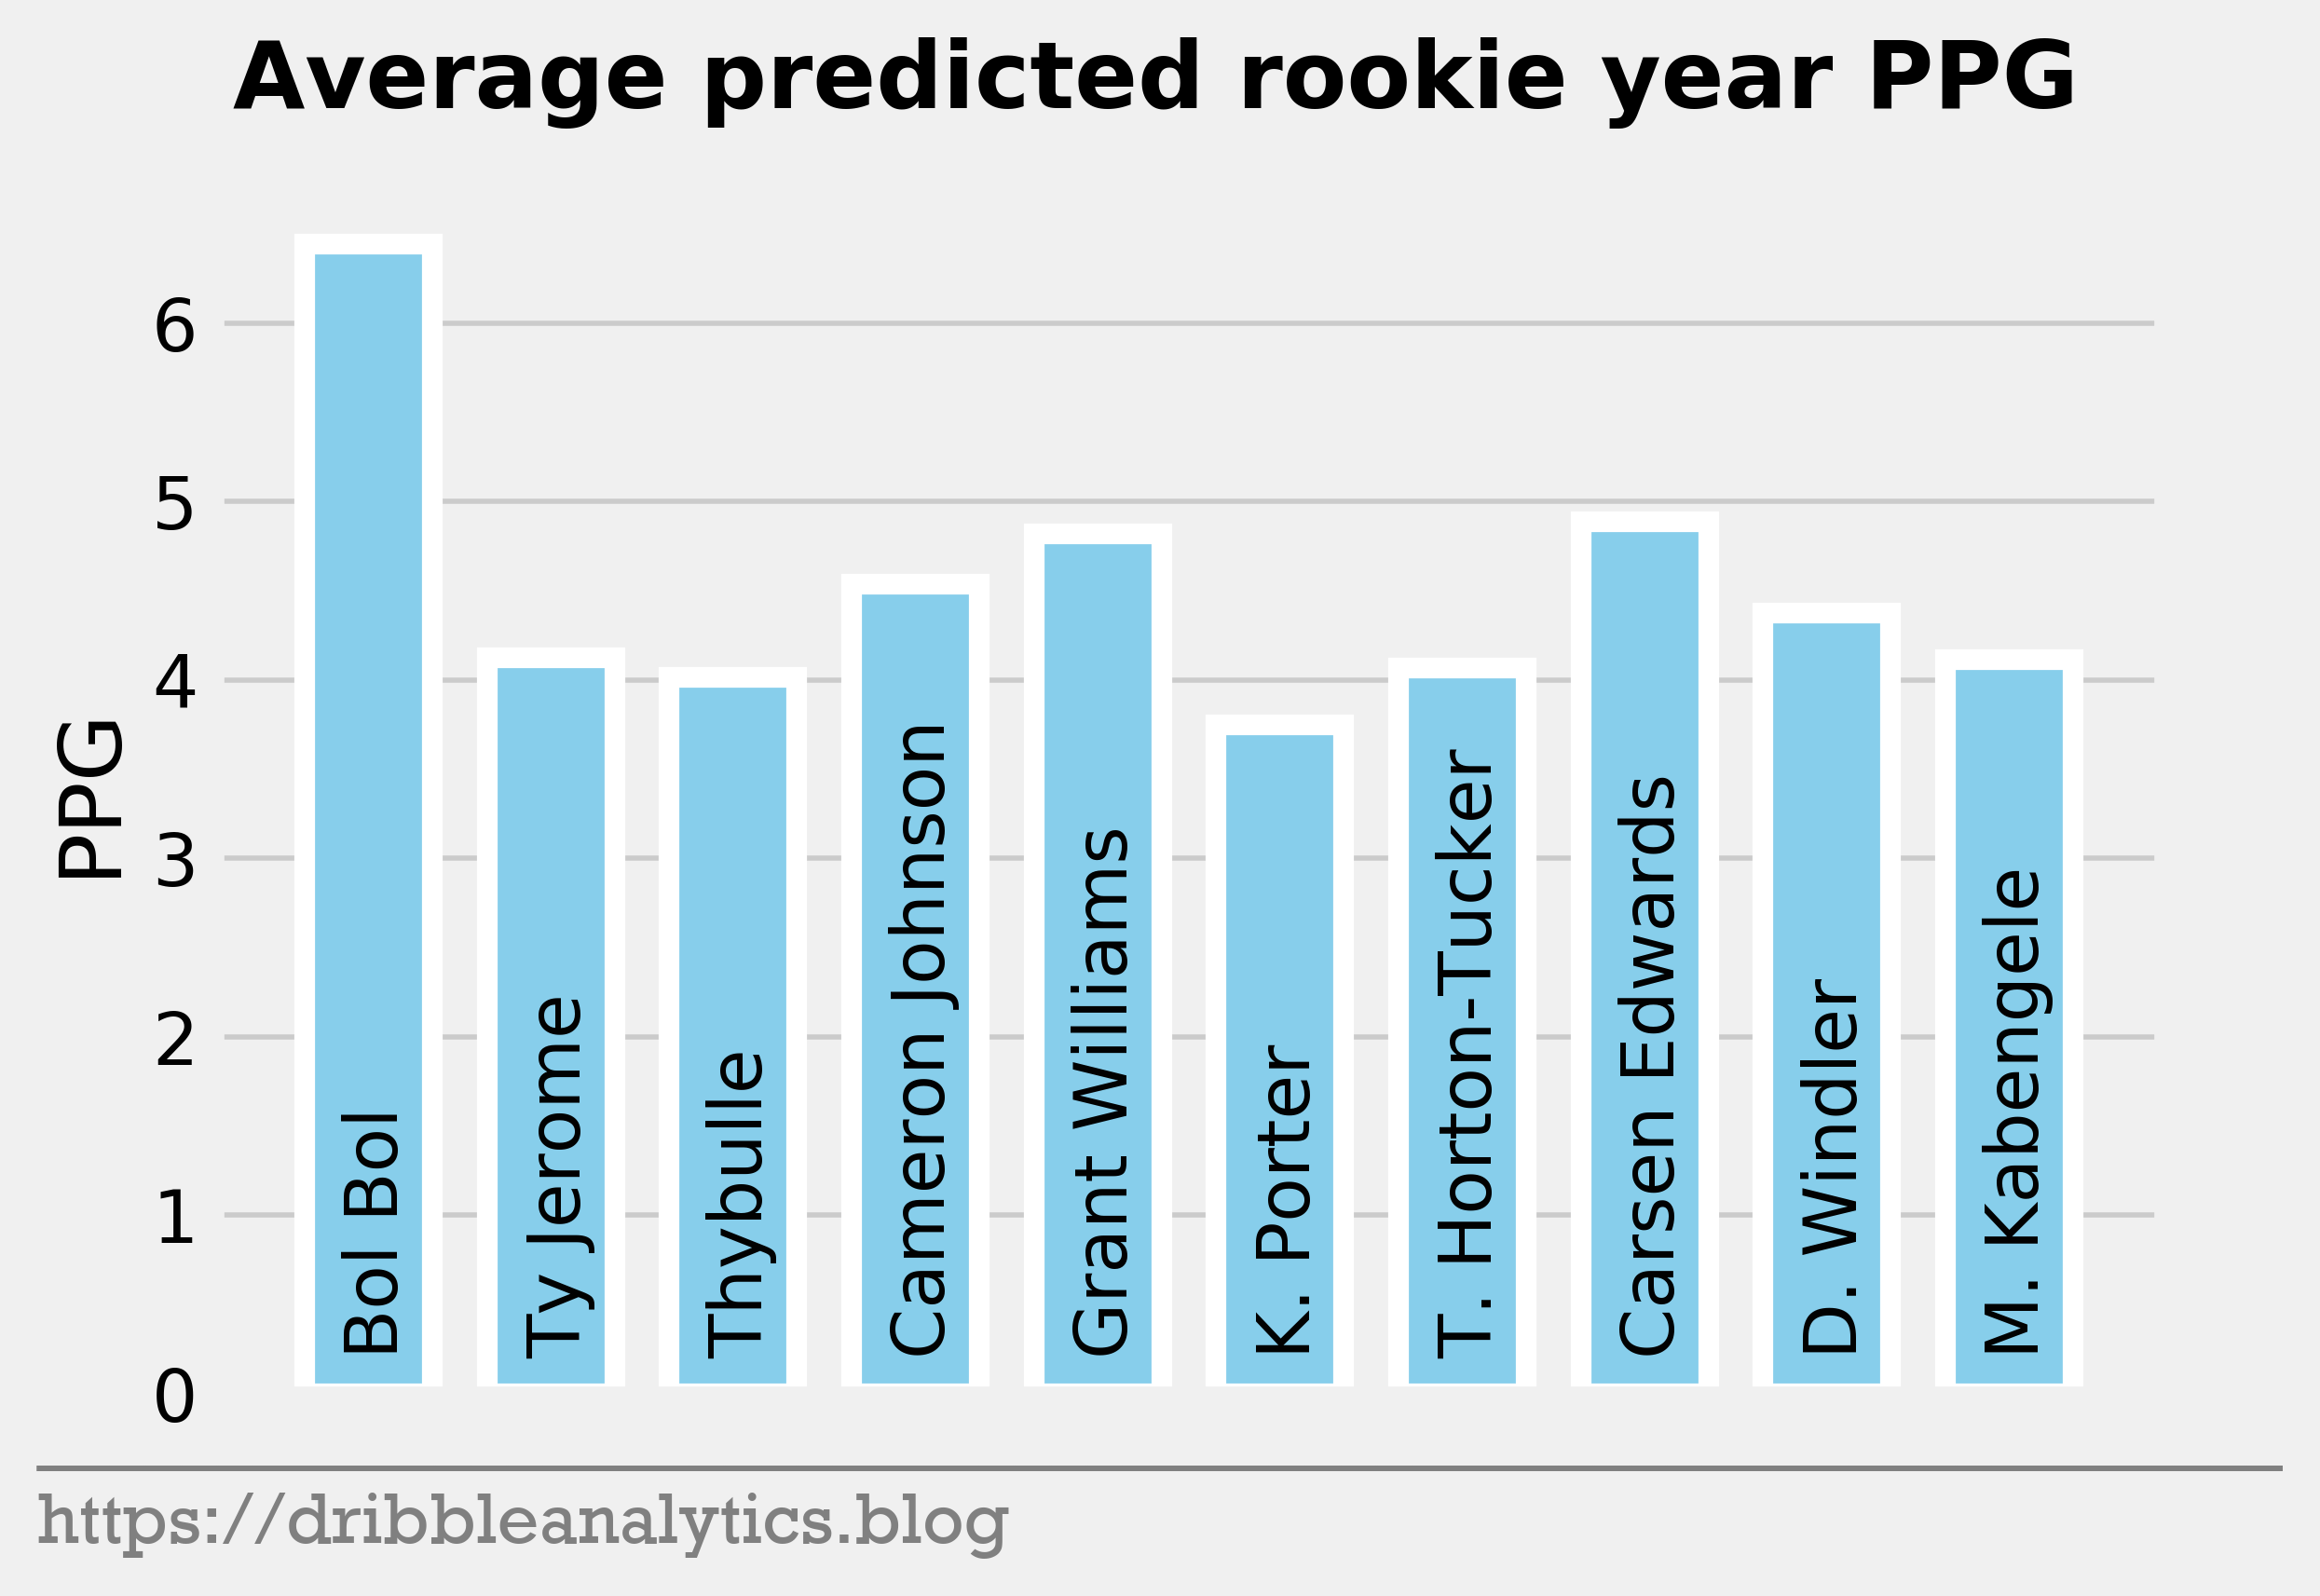 Average predicted rookie year PPG
PPG
6
5
4
3
2
1
0
Bol Bol
Ty Jerome
Thybulle
Cameron Johnson
Grant Williams
K. Porter
T. Horton-Tucker
Carsen Edwards
D. Windler
M. Kabengele
https://dribbleanalytics.blog